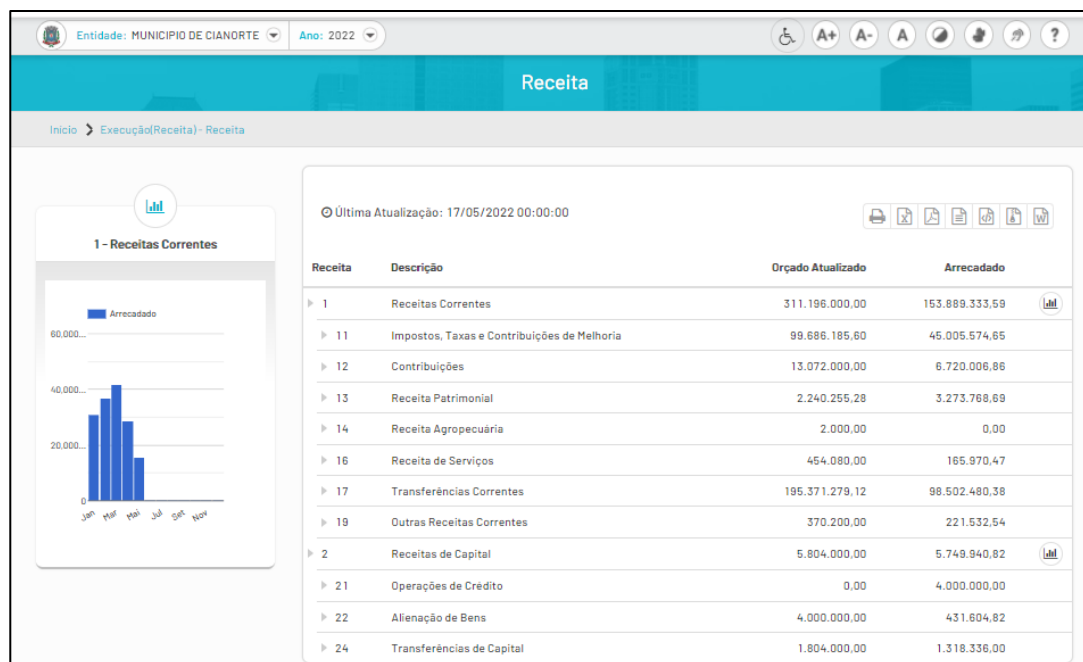 Entidade: MUNICIPIO DE CIANORTE Ano: 2022 A+ A- A ?
Receita
Início ❯ Execução(Receita) - Receita
Última Atualização: 17/05/2022 00:00:00
1 - Receitas Correntes
Arrecadado
60,000...
40,000...
20,000...
0
Jan Mar Mai Jul Set Nov
Receita Descrição Orçado Atualizado Arrecadado
1 Receitas Correntes 311.196.000,00 153.889.333,59
11 Impostos, Taxas e Contribuições de Melhoria 99.686.185,60 45.005.574,65
12 Contribuições 13.072.000,00 6.720.006,86
13 Receita Patrimonial 2.240.255,28 3.273.768,69
14 Receita Agropecuária 2.000,00 0,00
16 Receita de Serviços 454.080,00 165.970,47
17 Transferências Correntes 195.371.279,12 98.502.480,38
19 Outras Receitas Correntes 370.200,00 221.532,54
2 Receitas de Capital 5.804.000,00 5.749.940,82
21 Operações de Crédito 0,00 4.000.000,00
22 Alienação de Bens 4.000.000,00 431.604,82
24 Transferências de Capital 1.804.000,00 1.318.336,00